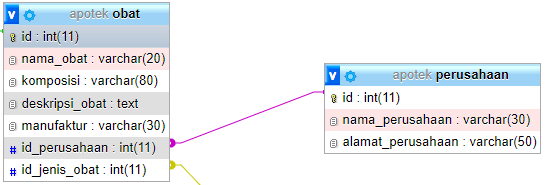 apotek obat
id : int(11)
nama_obat : varchar(20)
komposisi : varchar(80)
deskripsi_obat : text
manufaktur : varchar(30)
# id_perusahaan : int(11)
# id_jenis_obat : int(11)
apotek perusahaan
id : int(11)
nama_perusahaan : varchar(30)
alamat_perusahaan : varchar(50)